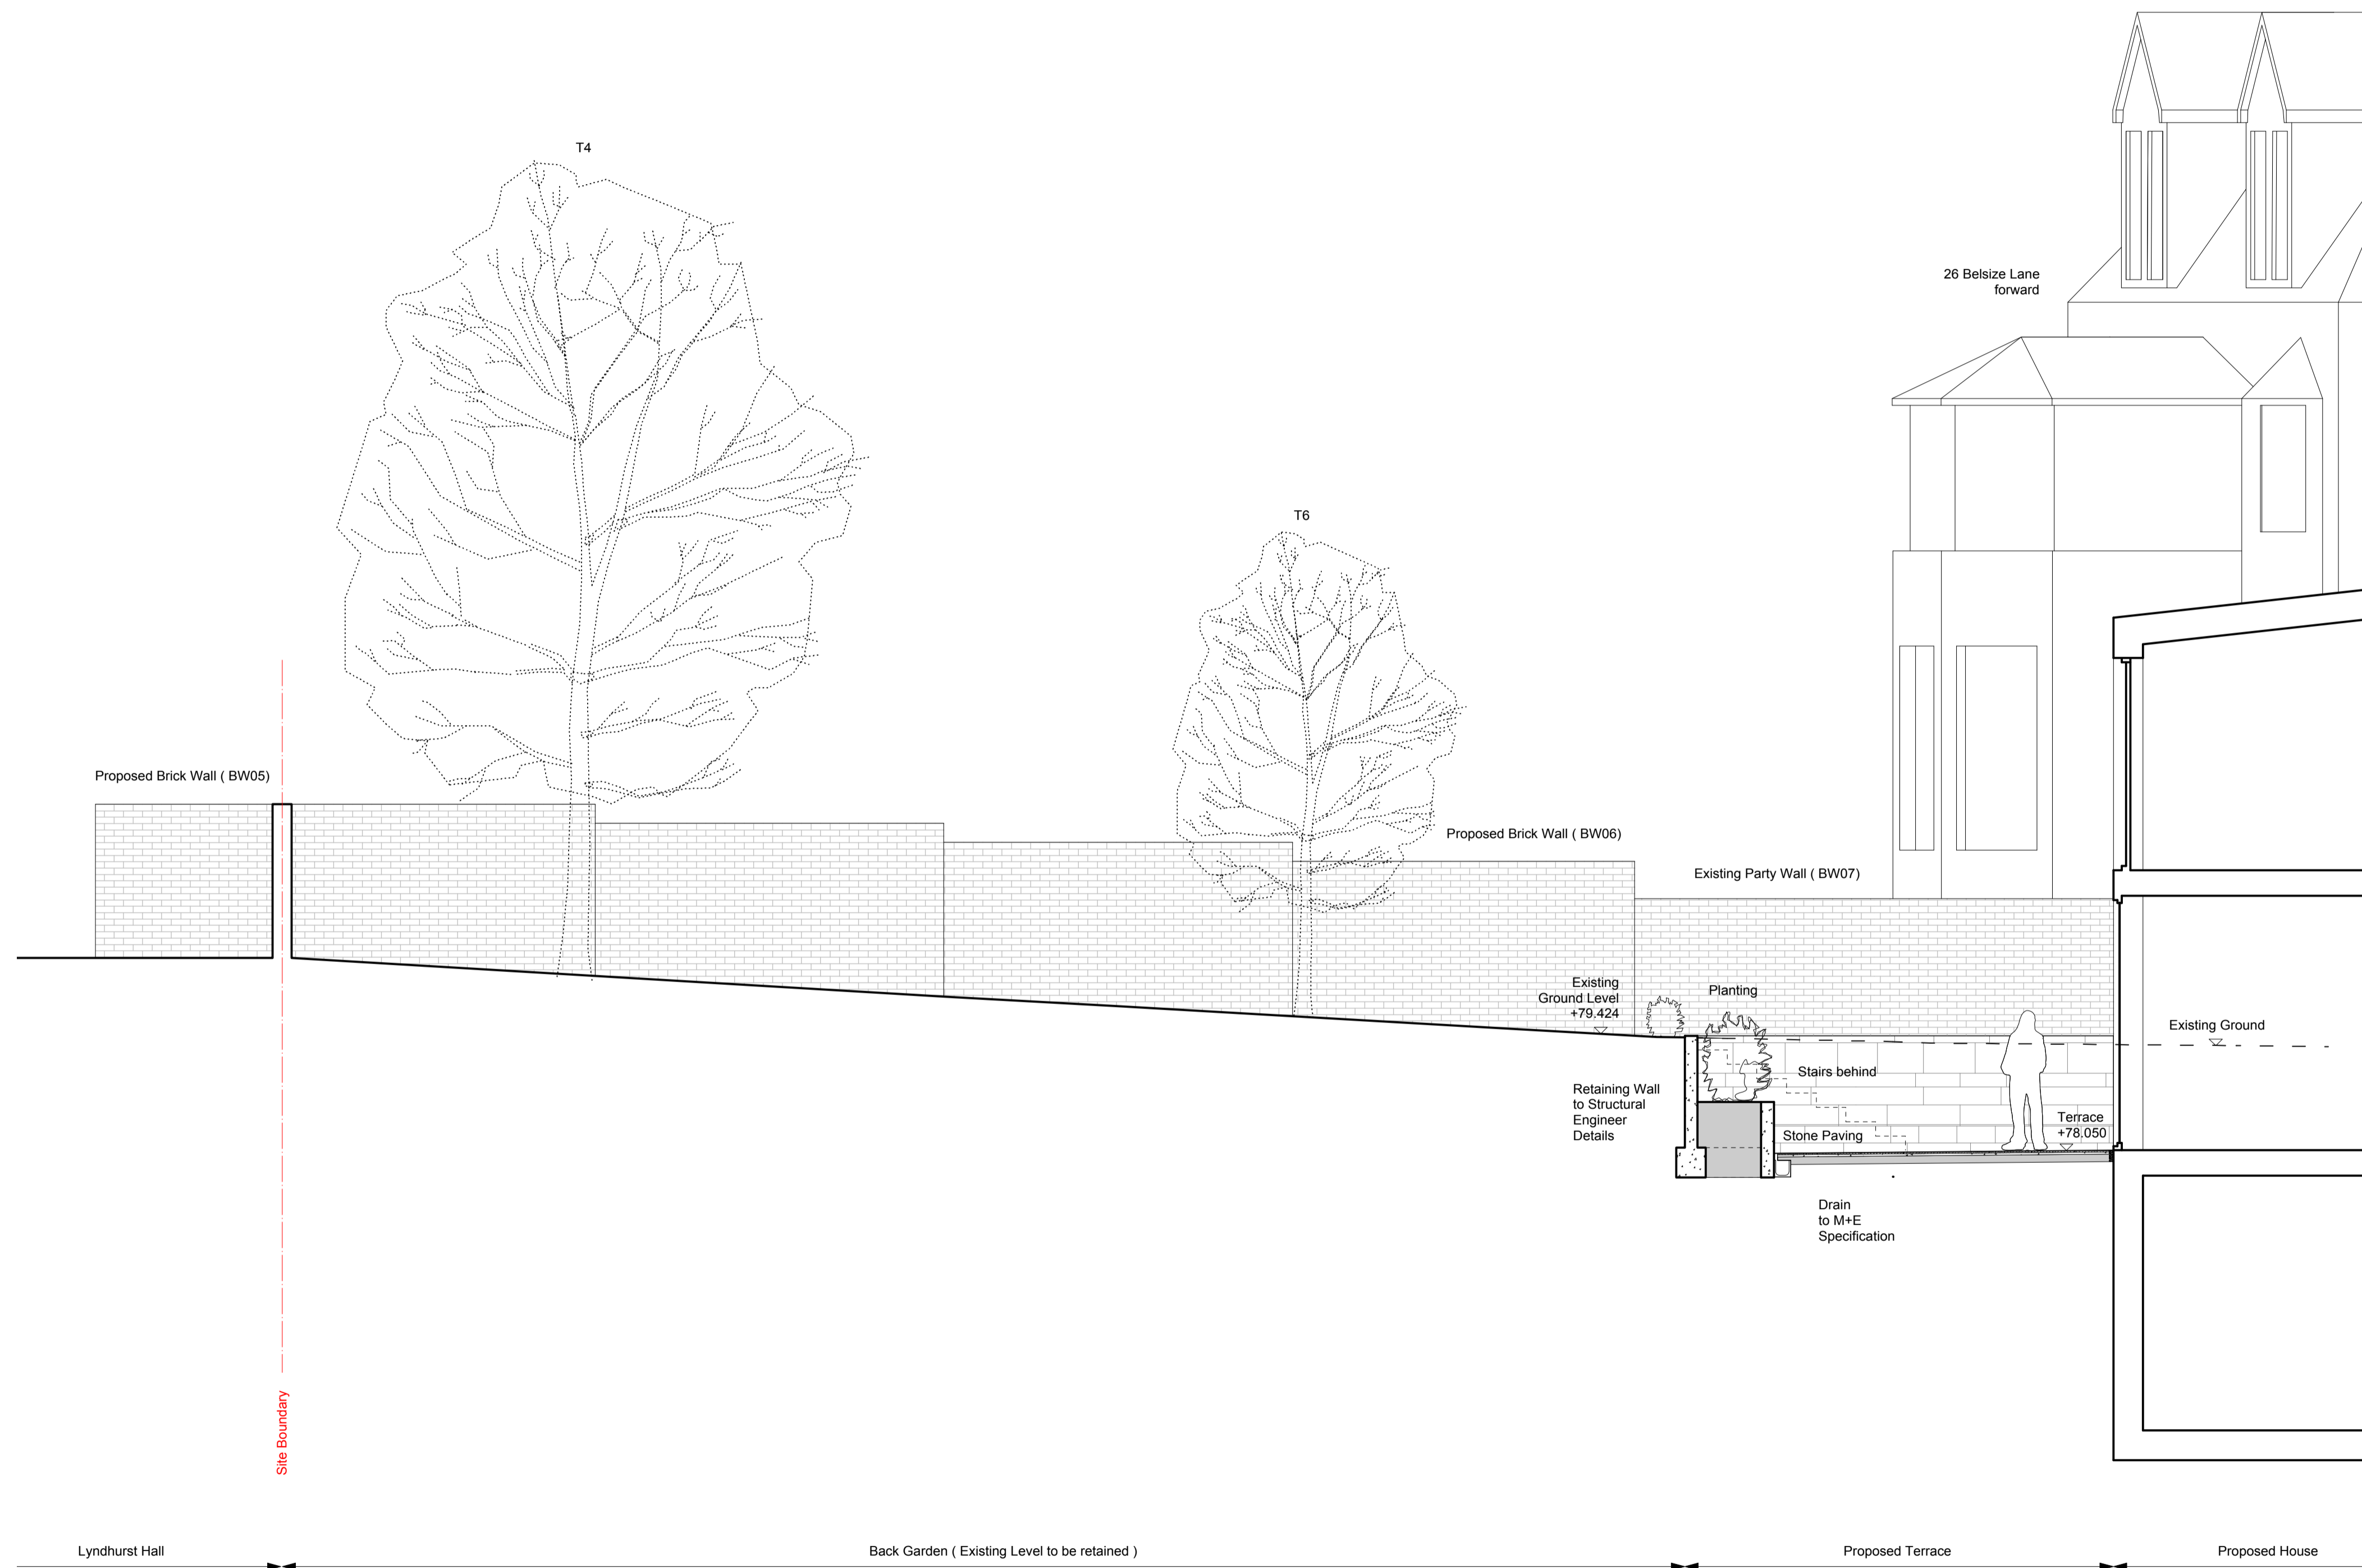 T4
26 Belsize Lane
forward
T6
Proposed Brick Wall ( BW05)
Proposed Brick Wall ( BW06)
Existing Party Wall ( BW07)
Existing
Ground Level
+79.424
Planting
Existing Ground
Stairs behind
Retaining Wall
to Structural
Engineer
Details
Terrace
+78.050
Stone Paving
Drain
to M+E
Specification
Site Boundary
Lyndhurst Hall
Back Garden ( Existing Level to be retained )
Proposed Terrace
Proposed House